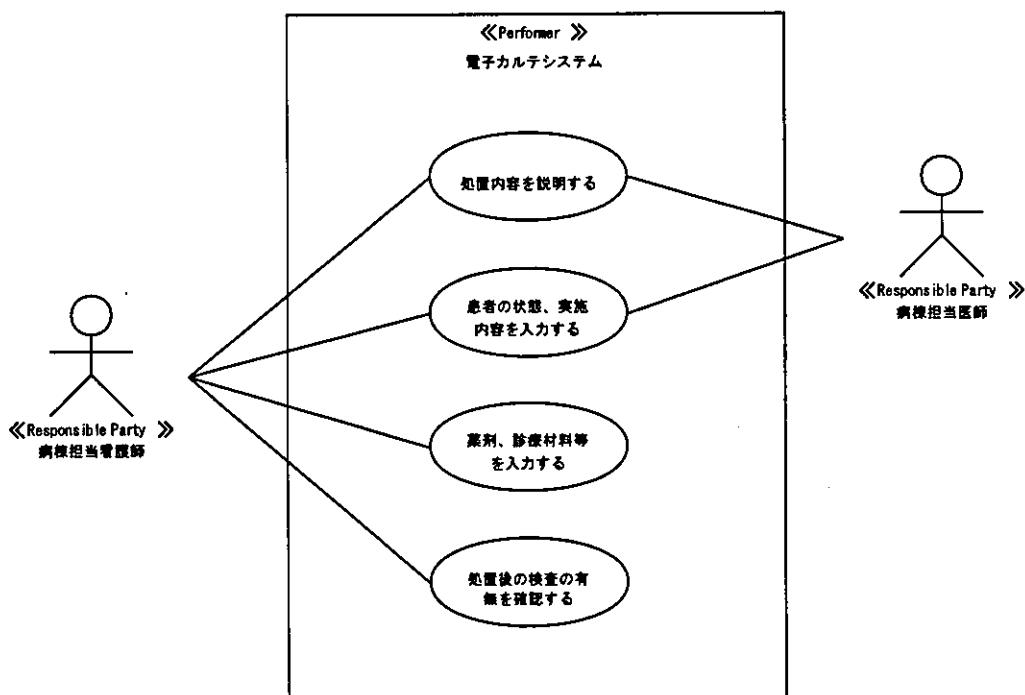 ≪Performer ≫
電子カルテシステム
処置内容を説明する
患者の状態、実施
内容を入力する
薬剤、診療材料等
を入力する
処置後の検査の有
無を確認する
≪Responsible Party ≫
病棟担当看護師
≪Responsible Party ≫
病棟担当医師